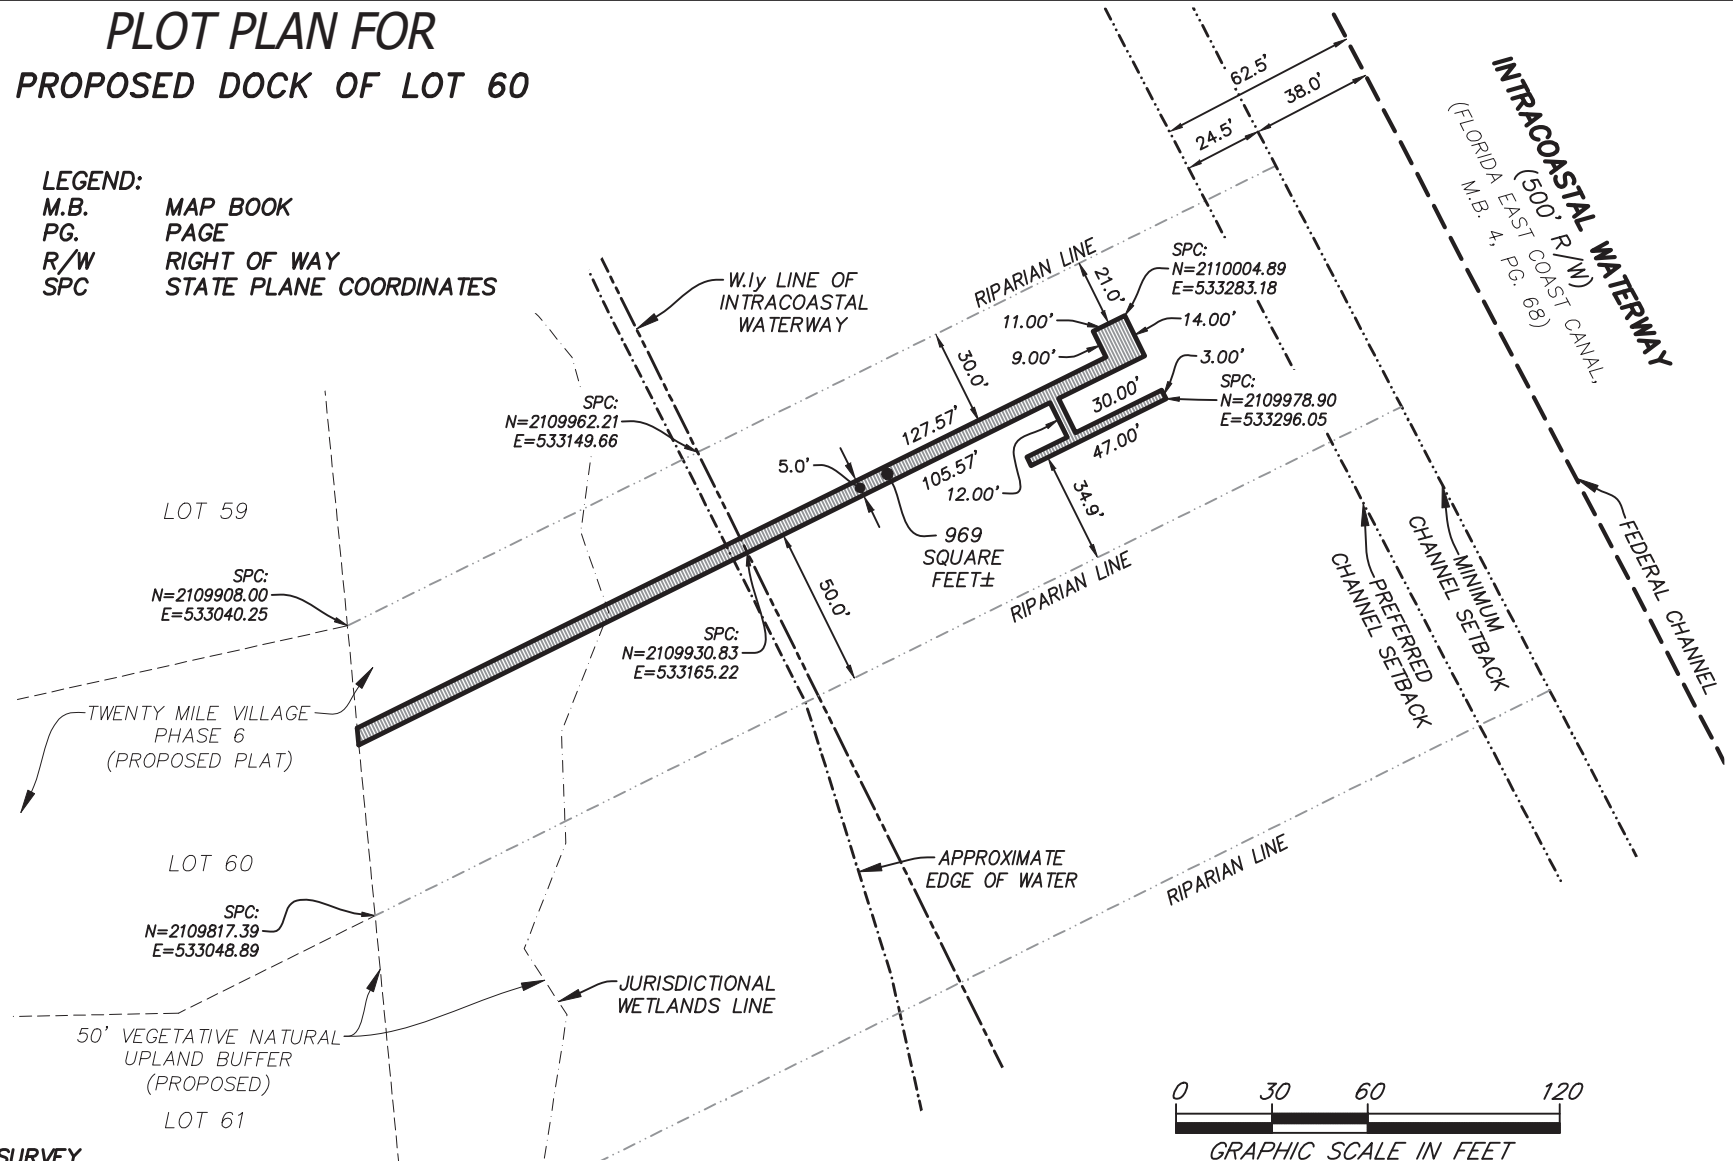 PLOT PLAN FOR
PROPOSED DOCK OF LOT 60
LEGEND:
M.B. MAP BOOK
PG. PAGE
R/W RIGHT OF WAY
SPC STATE PLANE COORDINATES
62.5'
38.0'
24.5'
INTRACOASTAL WATERWAY
(500' R/W)
(FLORIDA EAST COAST CANAL,
M.B. 4, PG. 68)
W.ly LINE OF
INTRACOASTAL
WATERWAY
RIPARIAN LINE
21.0'
SPC:
N=2110004.89
E=533283.18
11.00'
14.00'
9.00'
3.00'
30.0'
30.00'
SPC:
N=2109978.90
E=533296.05
SPC:
N=2109962.21
E=533149.66
127.57'
105.57'
47.00'
5.0'
12.00'
34.9'
969
SQUARE
FEET±
LOT 59
SPC:
N=2109908.00
E=533040.25
50.0'
RIPARIAN LINE
SPC:
N=2109930.83
E=533165.22
FEDERAL CHANNEL
MINIMUM
CHANNEL SETBACK
PREFERRED
CHANNEL SETBACK
TWENTY MILE VILLAGE
PHASE 6
(PROPOSED PLAT)
LOT 60
APPROXIMATE
EDGE OF WATER
RIPARIAN LINE
SPC:
N=2109817.39
E=533048.89
JURISDICTIONAL
WETLANDS LINE
50' VEGETATIVE NATURAL
UPLAND BUFFER
(PROPOSED)
LOT 61
0 30 60 120
GRAPHIC SCALE IN FEET
SURVEY